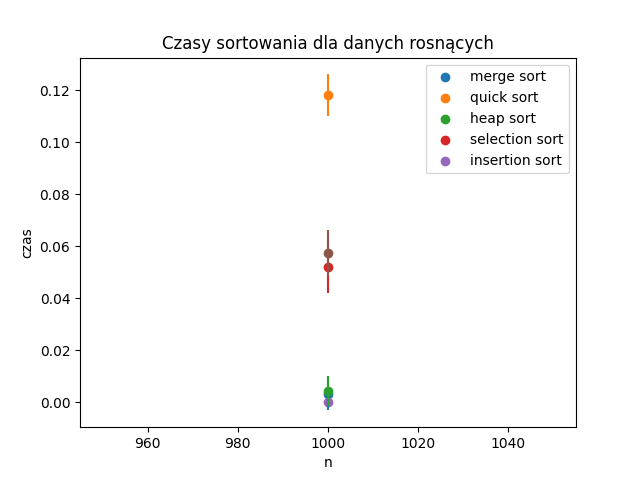 Czasy sortowania dla danych rosnących
merge sort
quick sort
heap sort
selection sort
insertion sort
0.12
0.10
0.08
0.06
0.04
0.02
0.00
czas
960
980
1000
1020
1040
n